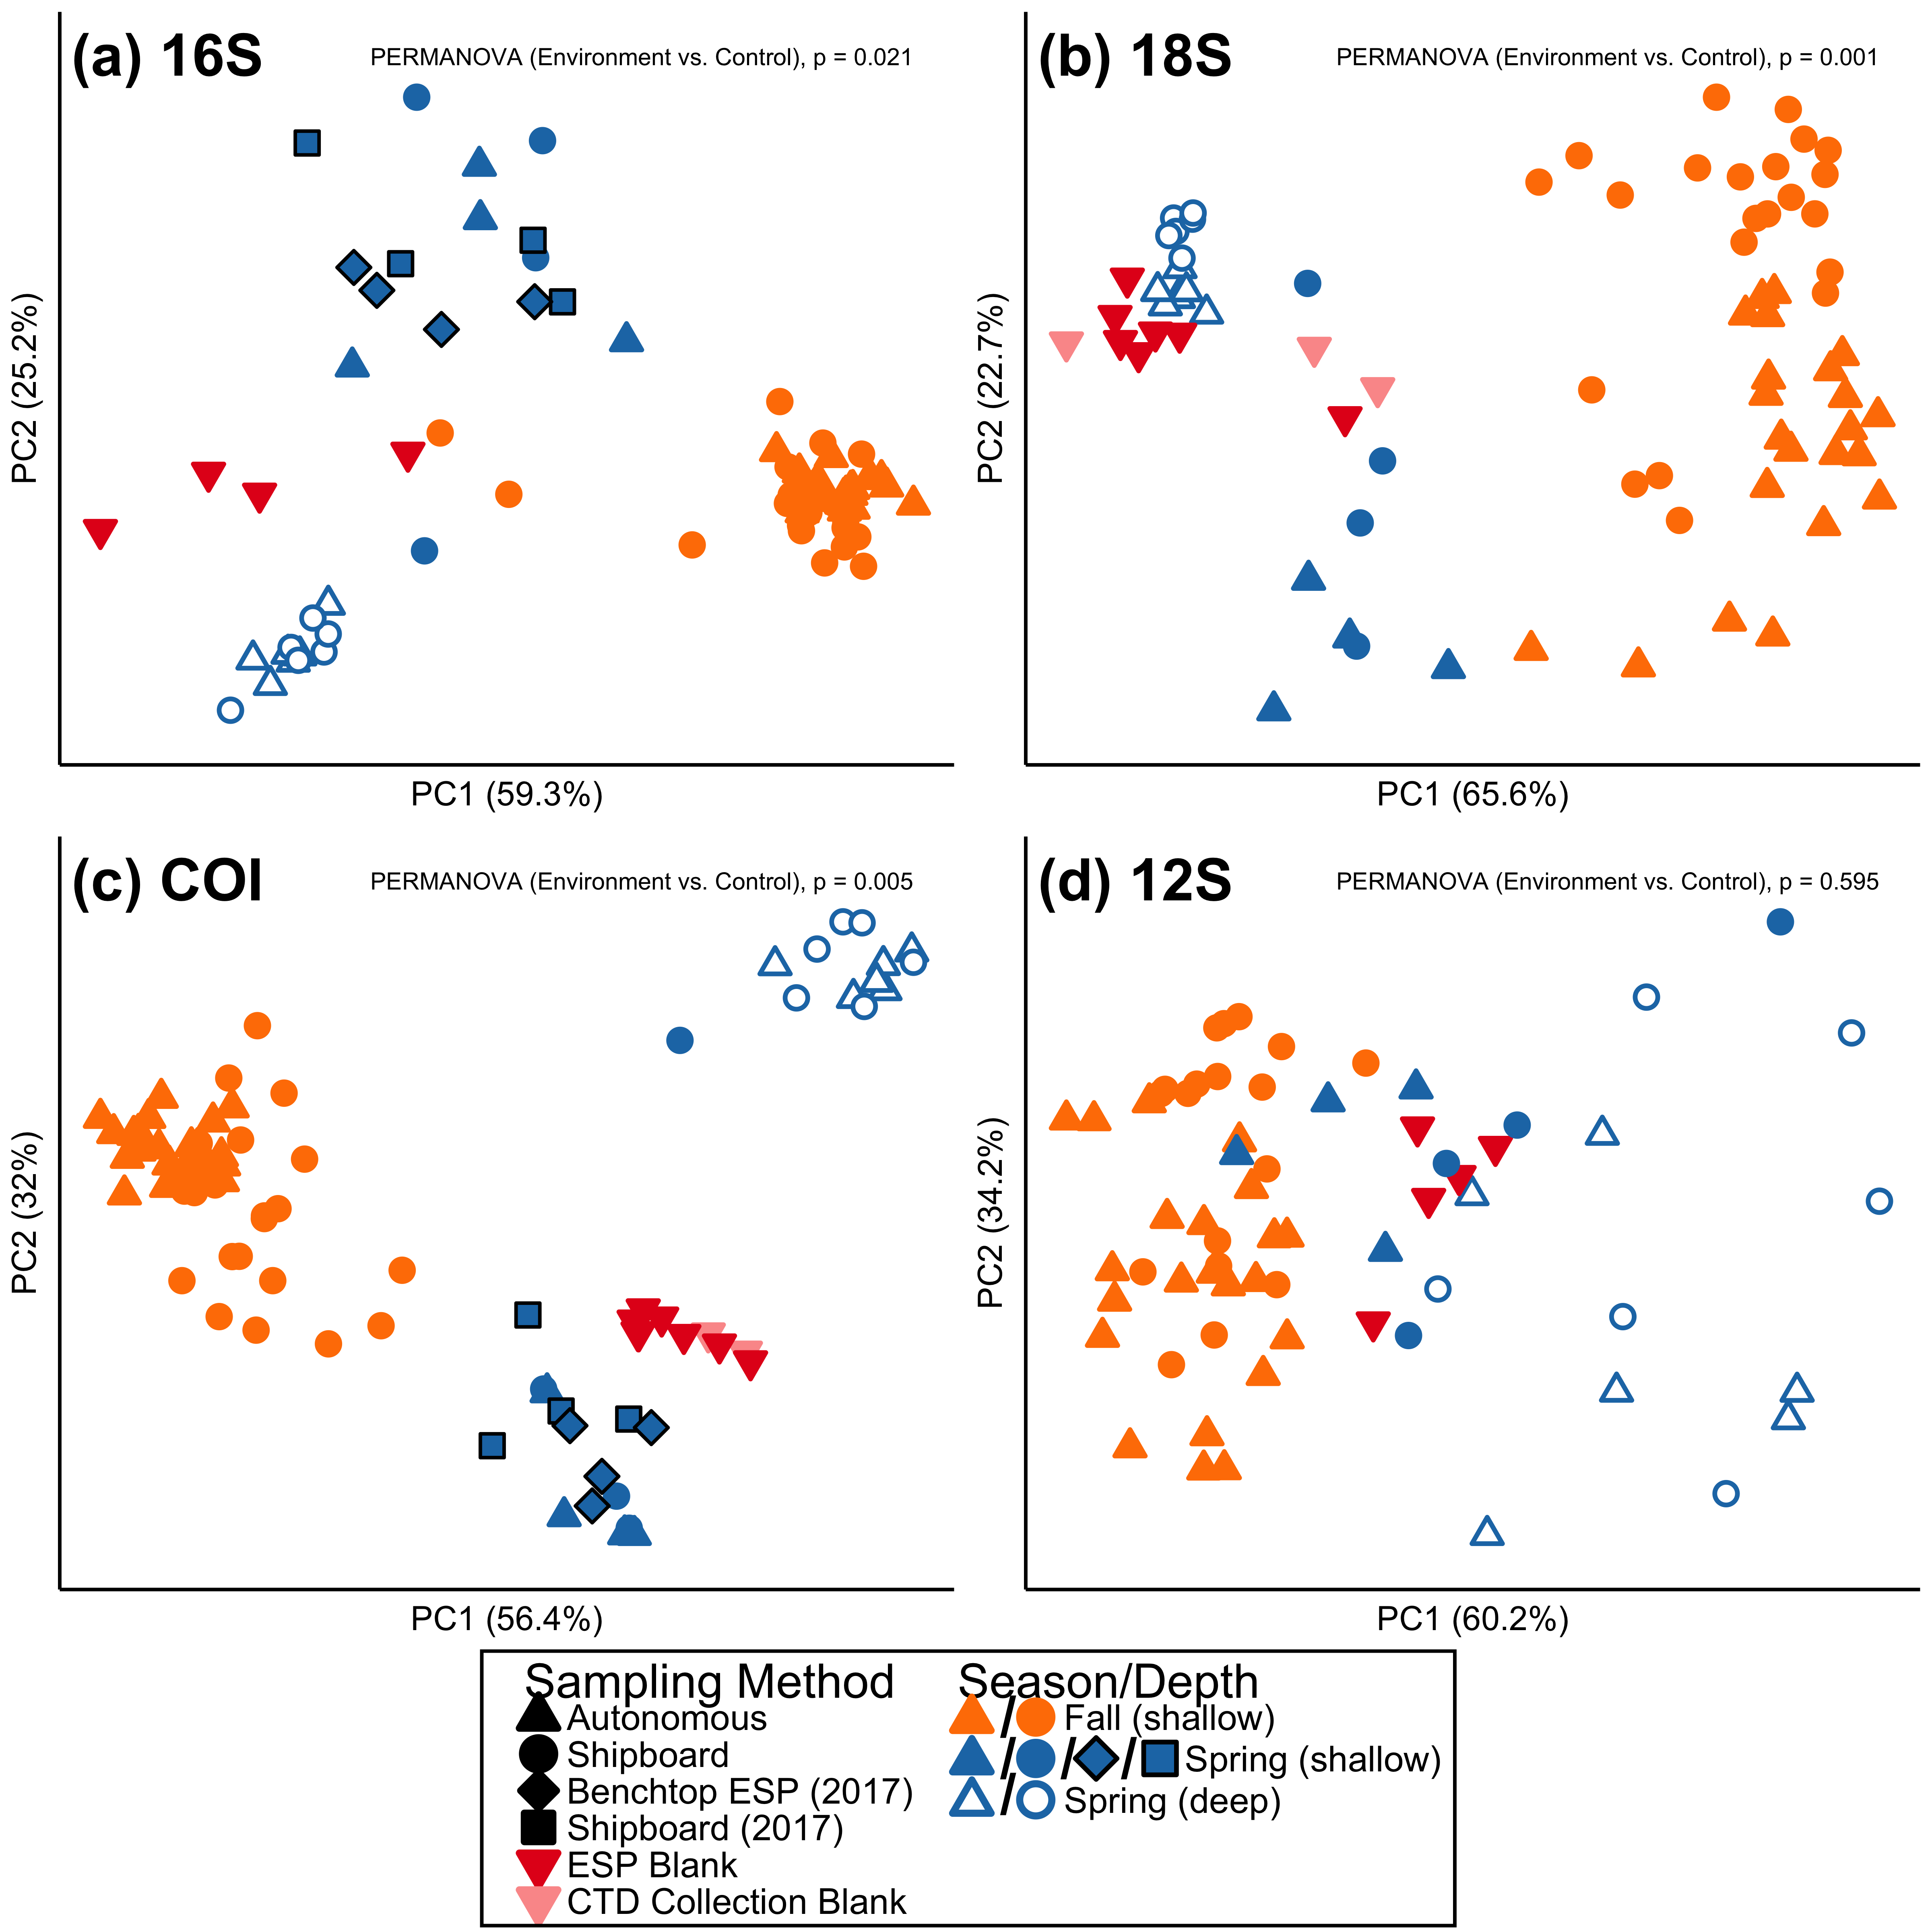 (a) 16S
PERMANOVA (Environment vs. Control), p = 0.021
PC2 (25.2%)
PC1 (59.3%)
(b) 18S
PERMANOVA (Environment vs. Control), p = 0.001
PC2 (22.7%)
PC1 (65.6%)
(c) COI
PERMANOVA (Environment vs. Control), p = 0.005
PC2 (32%)
PC1 (56.4%)
(d) 12S
PERMANOVA (Environment vs. Control), p = 0.595
PC2 (34.2%)
PC1 (60.2%)
Sampling Method
Autonomous
Shipboard
Benchtop ESP (2017)
Shipboard (2017)
ESP Blank
CTD Collection Blank
Season/Depth
/ Fall (shallow)
/ / / Spring (shallow)
/ Spring (deep)